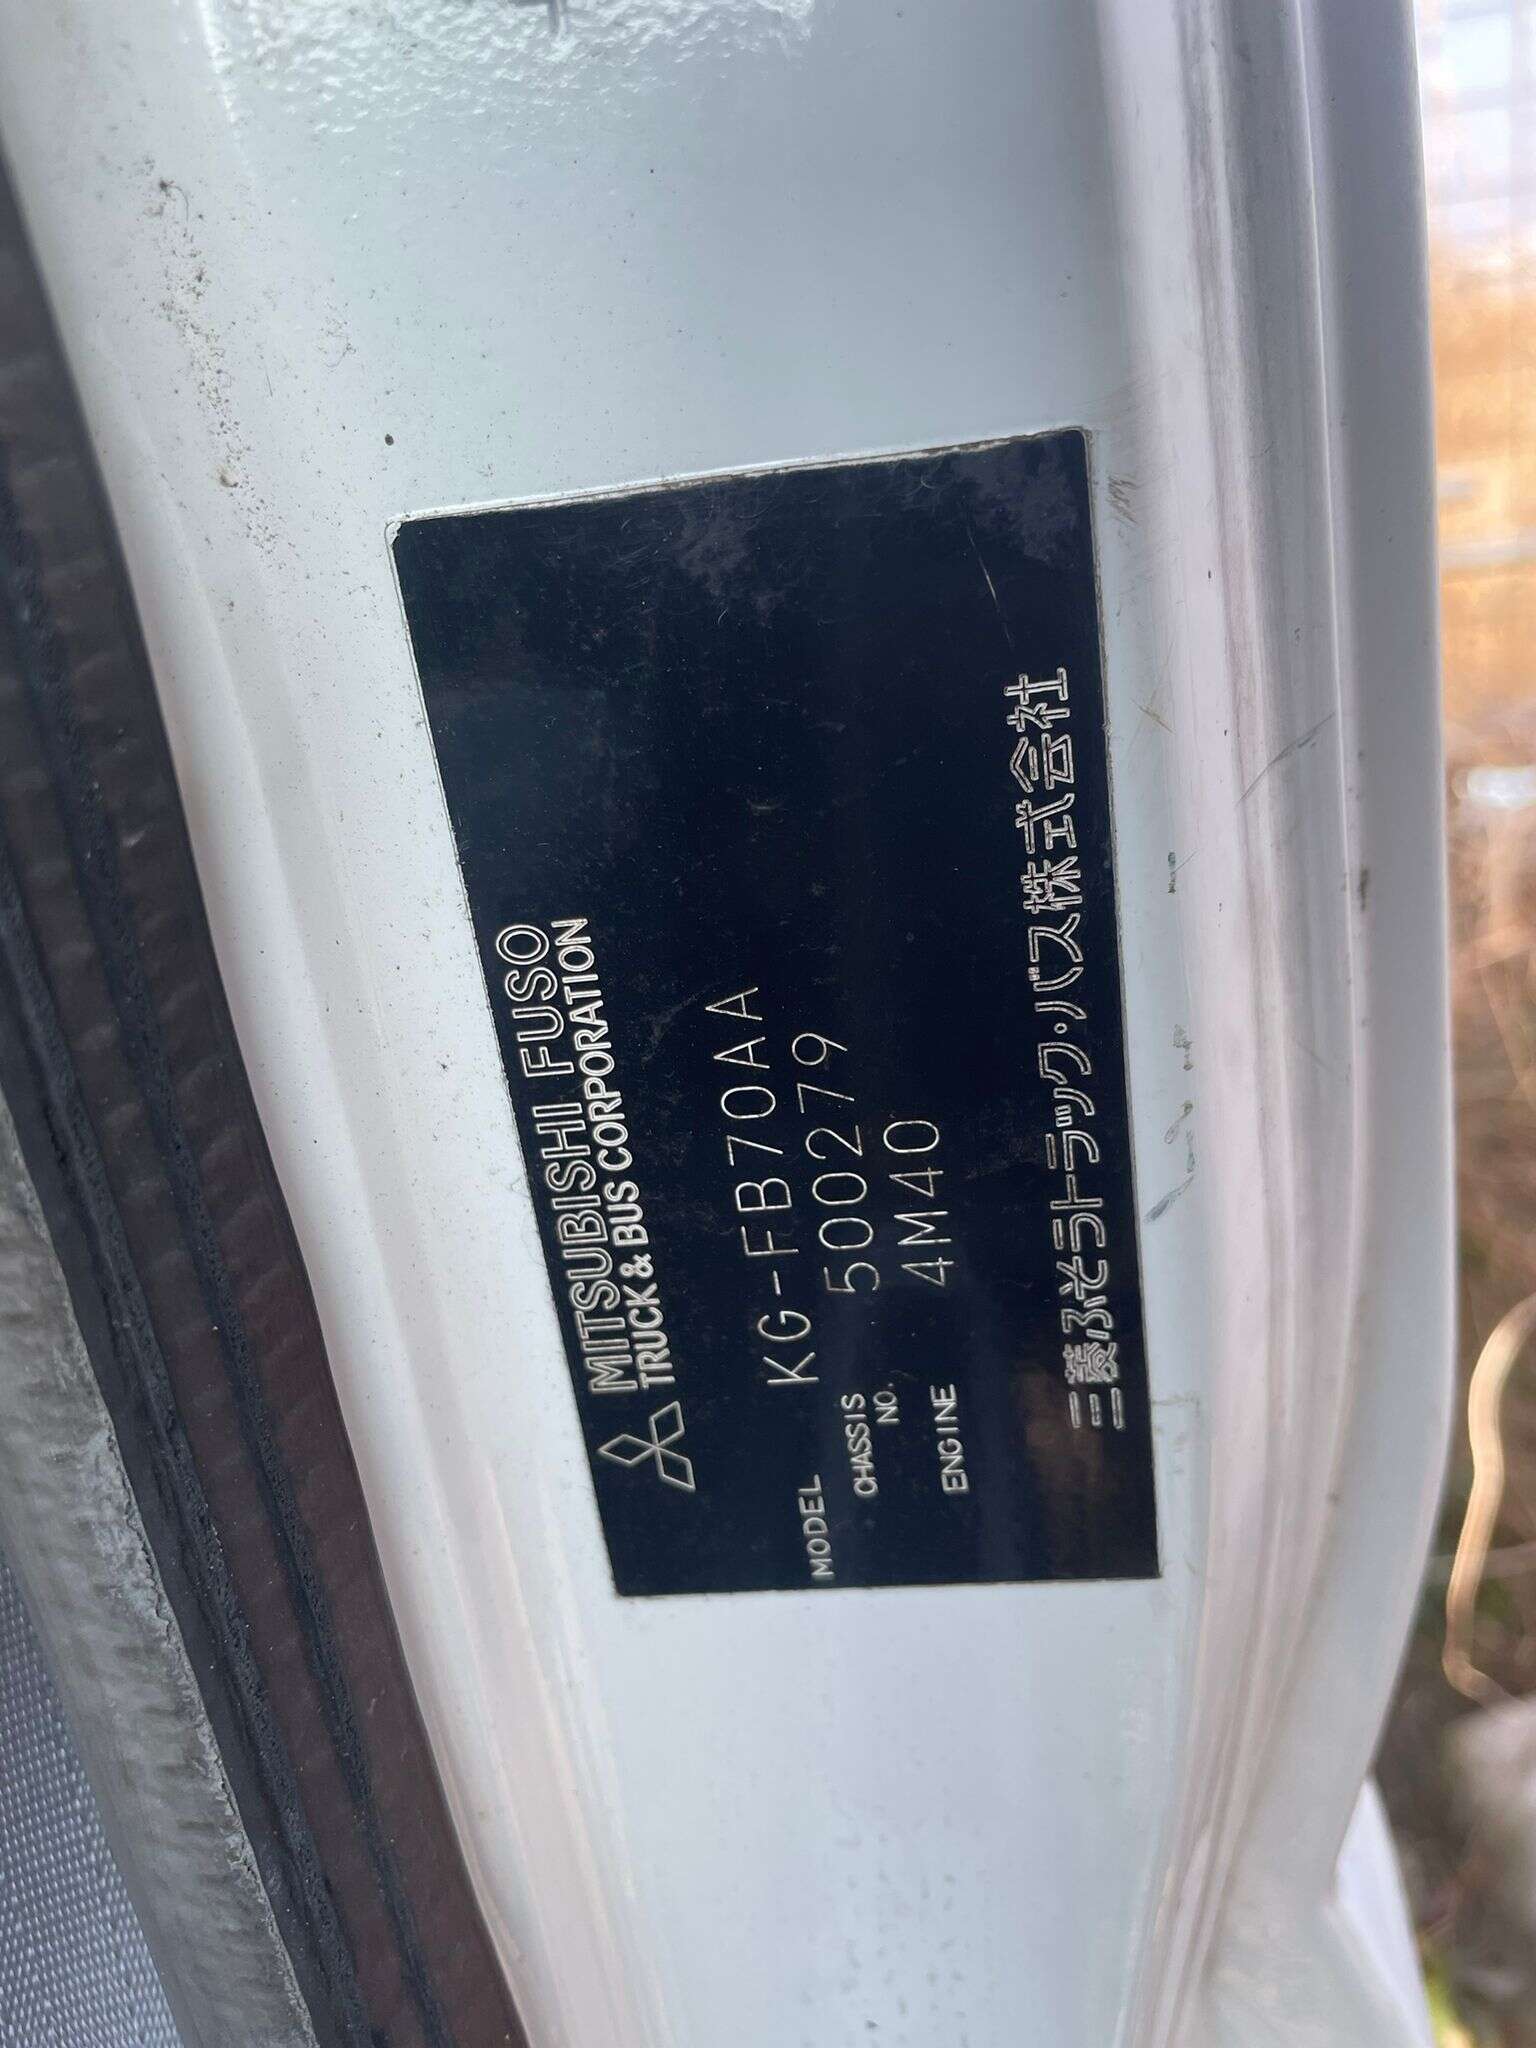 MITSUBISHI FUSO
TRUCK & BUS CORPORATION
MODEL KG-FB70AA
CHASSIS NO. 500279
ENGINE 4M40
三菱ふそうトラック・バス株式会社